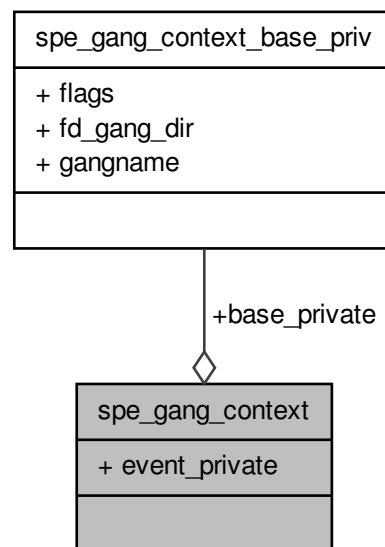 spe_gang_context_base_priv
+ flags
+ fd_gang_dir
+ gangname
+base_private
spe_gang_context
+ event_private